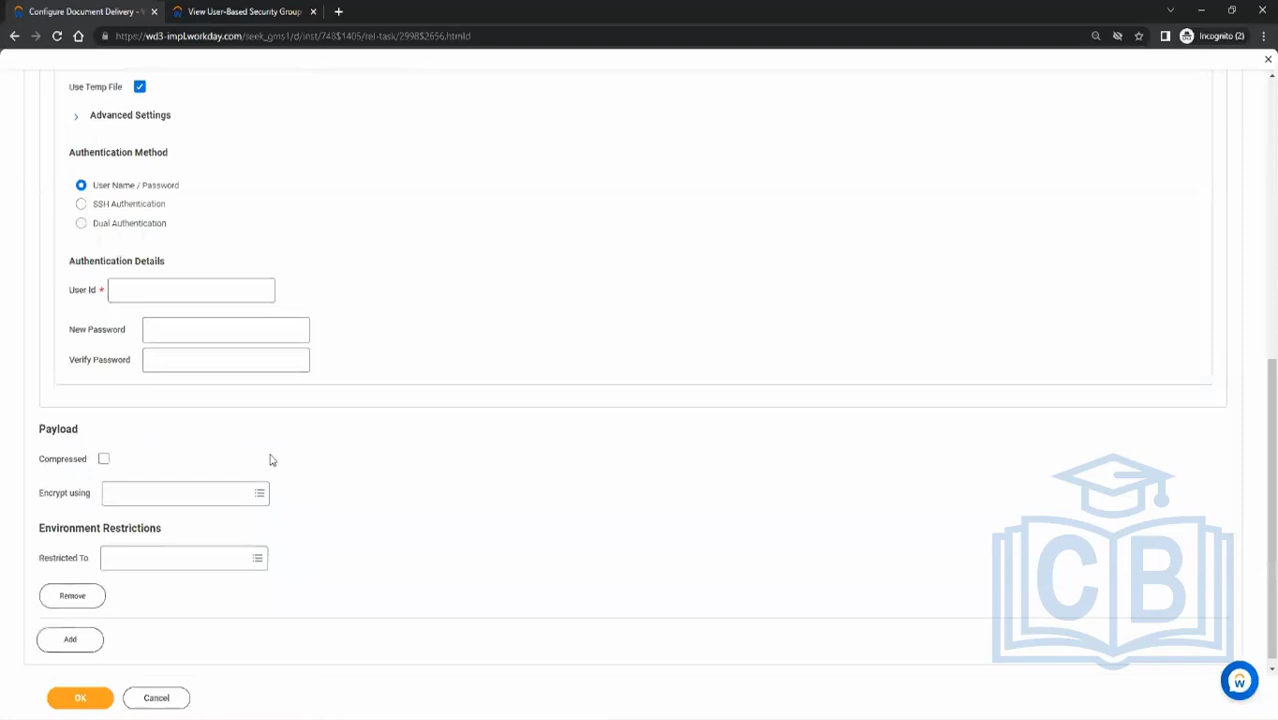 Configure Document Delivery -
View User-Based Security Group
https://wd3-impl.workday.com/seek_gms1/d/inst/748$1405/rel-task/2998$2656.htmld
Incognito (2)
Use Temp File
Advanced Settings
Authentication Method
User Name / Password
SSH Authentication
Dual Authentication
Authentication Details
User Id *
New Password
Verify Password
Payload
Compressed
Encrypt using
Environment Restrictions
Restricted To
Remove
Add
OK
Cancel
CB
W